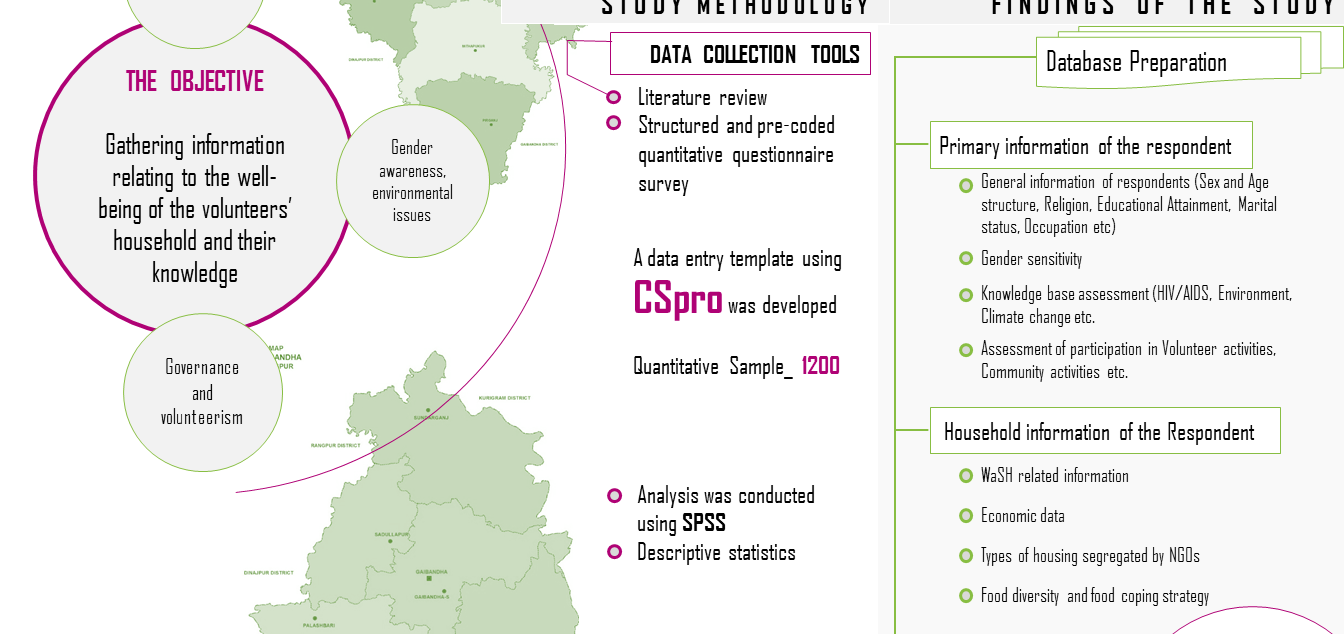 STUDY METHODOLOGY
FINDINGS OF THE STUDY
THE OBJECTIVE
Gathering information
relating to the well-
being of the volunteers'
household and their
knowledge
Gender
awareness,
environmental
issues
Governance
and
volunteerism
MAP
ANDHA
PUR
DINAJPUR DISTRICT
GAIBANDHA DISTRICT
KURIGRAM DISTRICT
SUNDARGANJ
RANGPUR DISTRICT
SADULLAPUR
DINAJPUR DISTRICT
GAIBANDHA
GAIBANDHA-S
PALASHBARI
DATA COLLECTION TOOLS
Literature review
Structured and pre-coded
quantitative questionnaire
survey
A data entry template using
CSpro was developed
Quantitative Sample_ 1200
Analysis was conducted
using SPSS
Descriptive statistics
Database Preparation
Primary information of the respondent
General information of respondents (Sex and Age
structure, Religion, Educational Attainment, Marital
status, Occupation etc)
Gender sensitivity
Knowledge base assessment (HIV/AIDS, Environment,
Climate change etc.
Assessment of participation in Volunteer activities,
Community activities etc.
Household information of the Respondent
WaSH related information
Economic data
Types of housing segregated by NGOs
Food diversity and food coping strategy